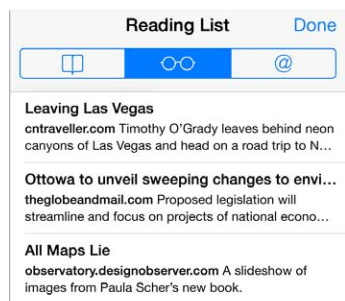 Reading List Done
@
Leaving Las Vegas
cntraveller.com Timothy O'Grady leaves behind neon
canyons of Las Vegas and head on a road trip to N...
Ottowa to unveil sweeping changes to envi...
theglobeandmail.com Proposed legislation will
streamline and focus on projects of national econo...
All Maps Lie
observatory.designobserver.com A slideshow of
images from Paula Scher's new book.